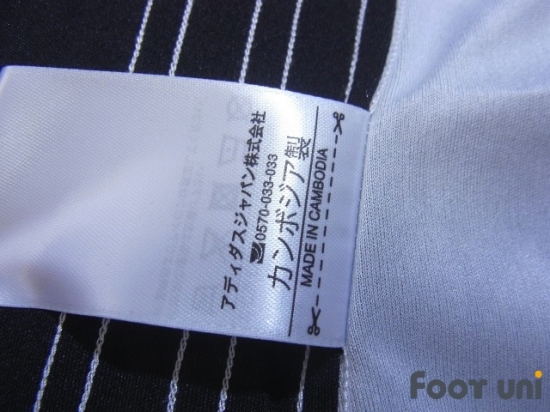 アディダスジャパン株式会社
0570-033-033
カンボジア製
MADE IN CAMBODIA
FOOT uni